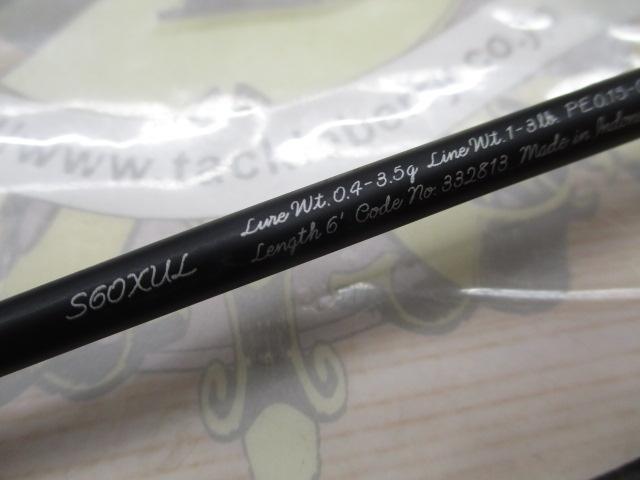 www.tackleberry.co.j
Lure Wt. 0.4-3.5g Line Wt. 1-3lb PE0.15-
Length 6' Code No. 332813 Made in Indon
S60XUL